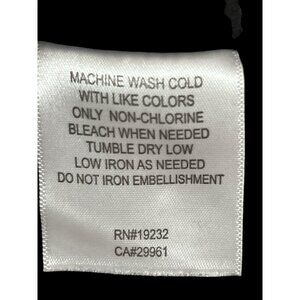 MACHINE WASH COLD
WITH LIKE COLORS
ONLY NON-CHLORINE
BLEACH WHEN NEEDED
TUMBLE DRY LOW
LOW IRON AS NEEDED
DO NOT IRON EMBELLISHMENT
RN#19232
CA#29961